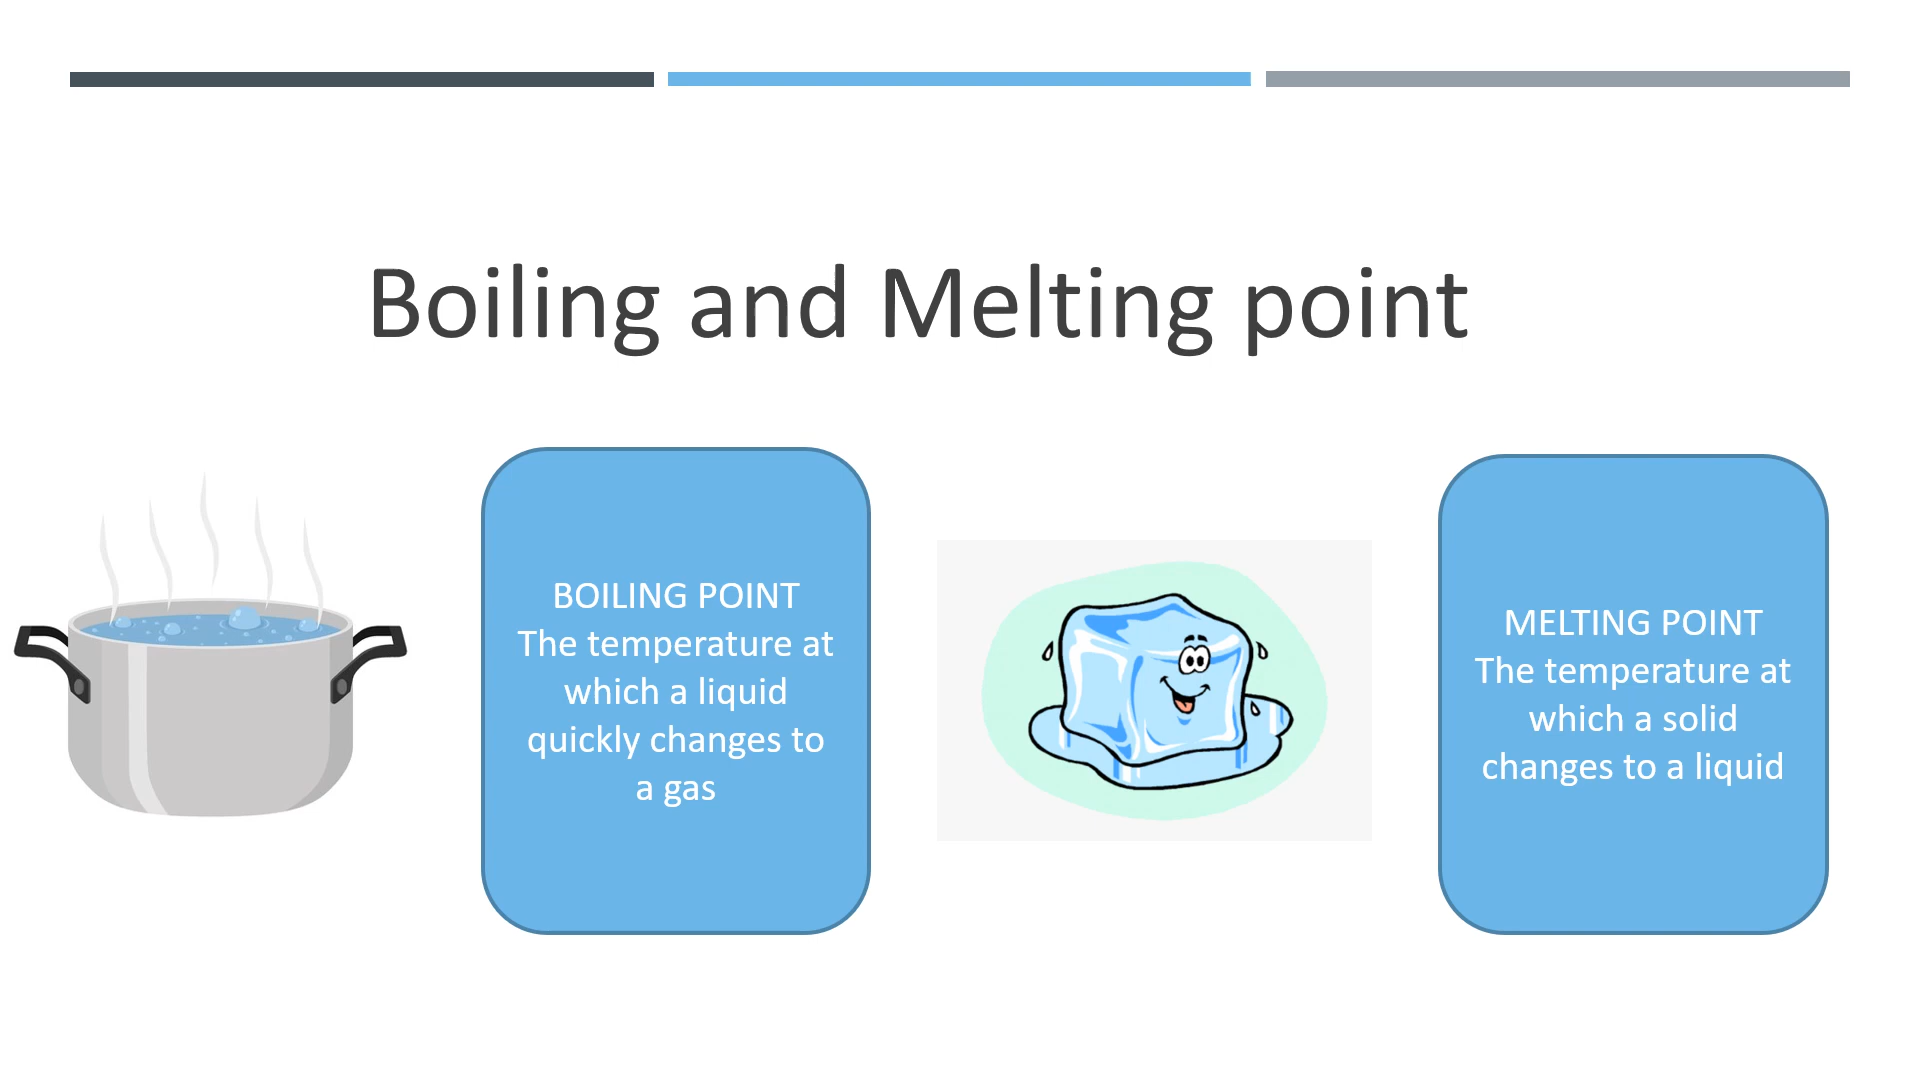 Boiling and Melting point
BOILING POINT
The temperature at
which a liquid
quickly changes to
a gas
MELTING POINT
The temperature at
which a solid
changes to a liquid